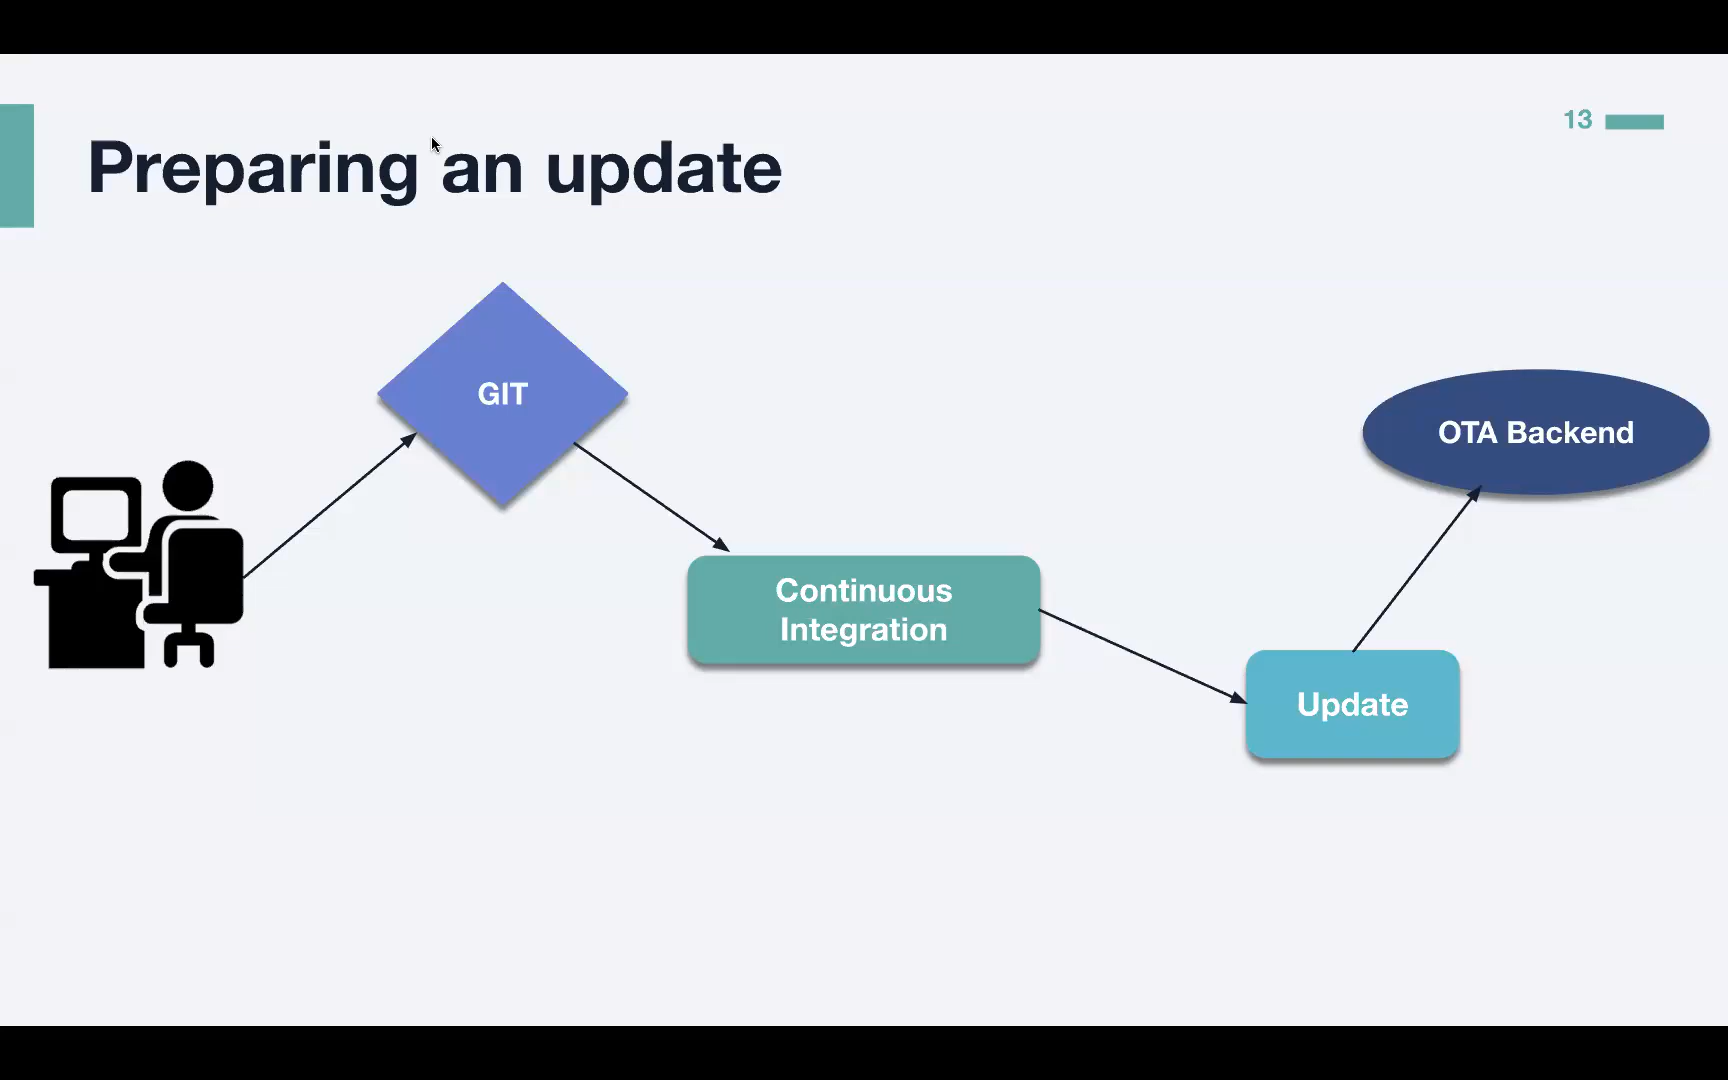 13
Preparing an update
GIT
OTA Backend
Continuous
Integration
Update